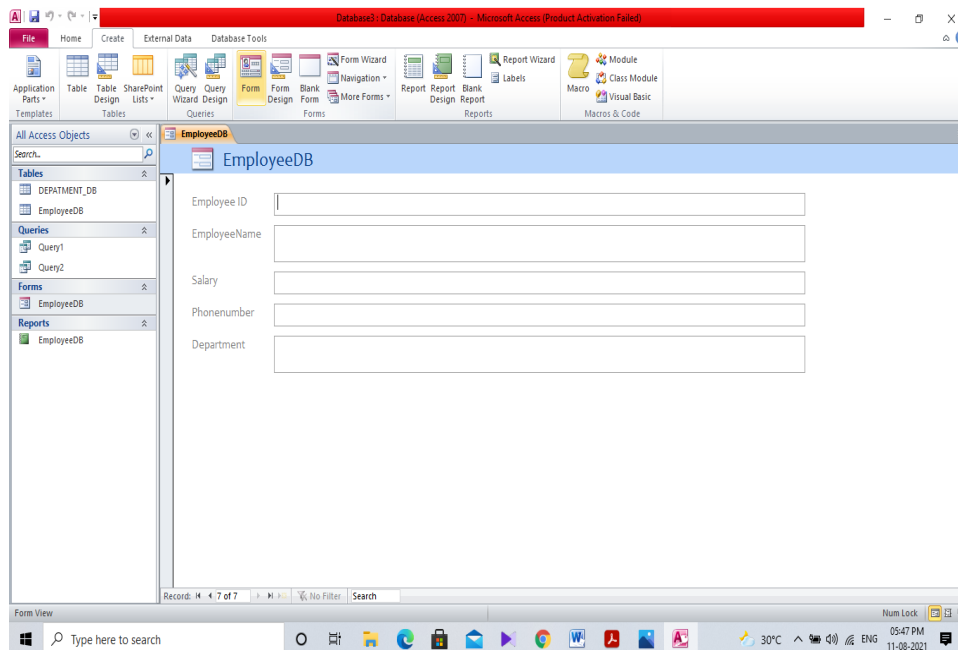 Database3 : Database (Access 2007) - Microsoft Access (Product Activation Failed)
File Home Create External Data Database Tools
Application Parts Table Table Design SharePoint Lists Query Wizard Query Design Form Form Design Blank Form Form Wizard Navigation More Forms Report Report Design Blank Report Report Wizard Labels Macro Module Class Module Visual Basic
Templates Tables Queries Forms Reports Macros & Code
All Access Objects
Search...
Tables
DEPATMENT_DB
EmployeeDB
Queries
Query1
Query2
Forms
EmployeeDB
Reports
EmployeeDB
EmployeeDB
EmployeeDB
Employee ID
EmployeeName
Salary
Phonenumber
Department
Record: 7 of 7 No Filter Search
Form View Num Lock
Type here to search
30°C ENG 05:47 PM
11-08-2021